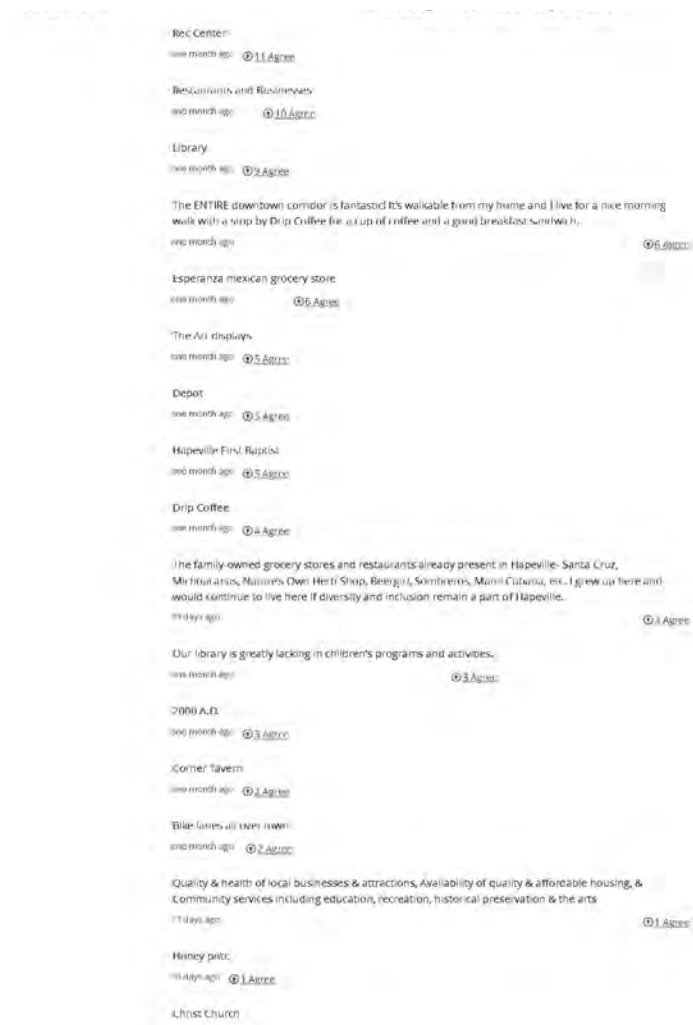 Rec Center
one month ago 11 Agree
Restaurants and Businesses
one month ago 10 Agree
Library
one month ago 9 Agree
The ENTIRE downtown corridor is fantastic! It's walkable from my home and I live for a nice morning
walk with a stop by Drip Coffee for a cup of coffee and a good breakfast sandwich.
one month ago 6 Agree
Esperanza mexican grocery store
one month ago 6 Agree
The Art displays
one month ago 5 Agree
Depot
one month ago 5 Agree
Hapeville First Baptist
one month ago 5 Agree
Drip Coffee
one month ago 4 Agree
The family-owned grocery stores and restaurants already present in Hapeville- Santa Cruz,
Michoacanas, Nature's Own Herb Shop, Beergirl, Sombreros, Mami Cubana, etc. I grew up here and
would continue to live here if diversity and inclusion remain a part of Hapeville.
days ago 3 Agree
Our library is greatly lacking in children's programs and activities.
one month ago 3 Agree
2000 A.D.
one month ago 3 Agree
Corner Tavern
one month ago 2 Agree
Bike lanes all over town
one month ago 2 Agree
Quality & health of local businesses & attractions, Availability of quality & affordable housing, &
Community services including education, recreation, historical preservation & the arts
days ago 1 Agree
Honey
days ago 1 Agree
Christ Church